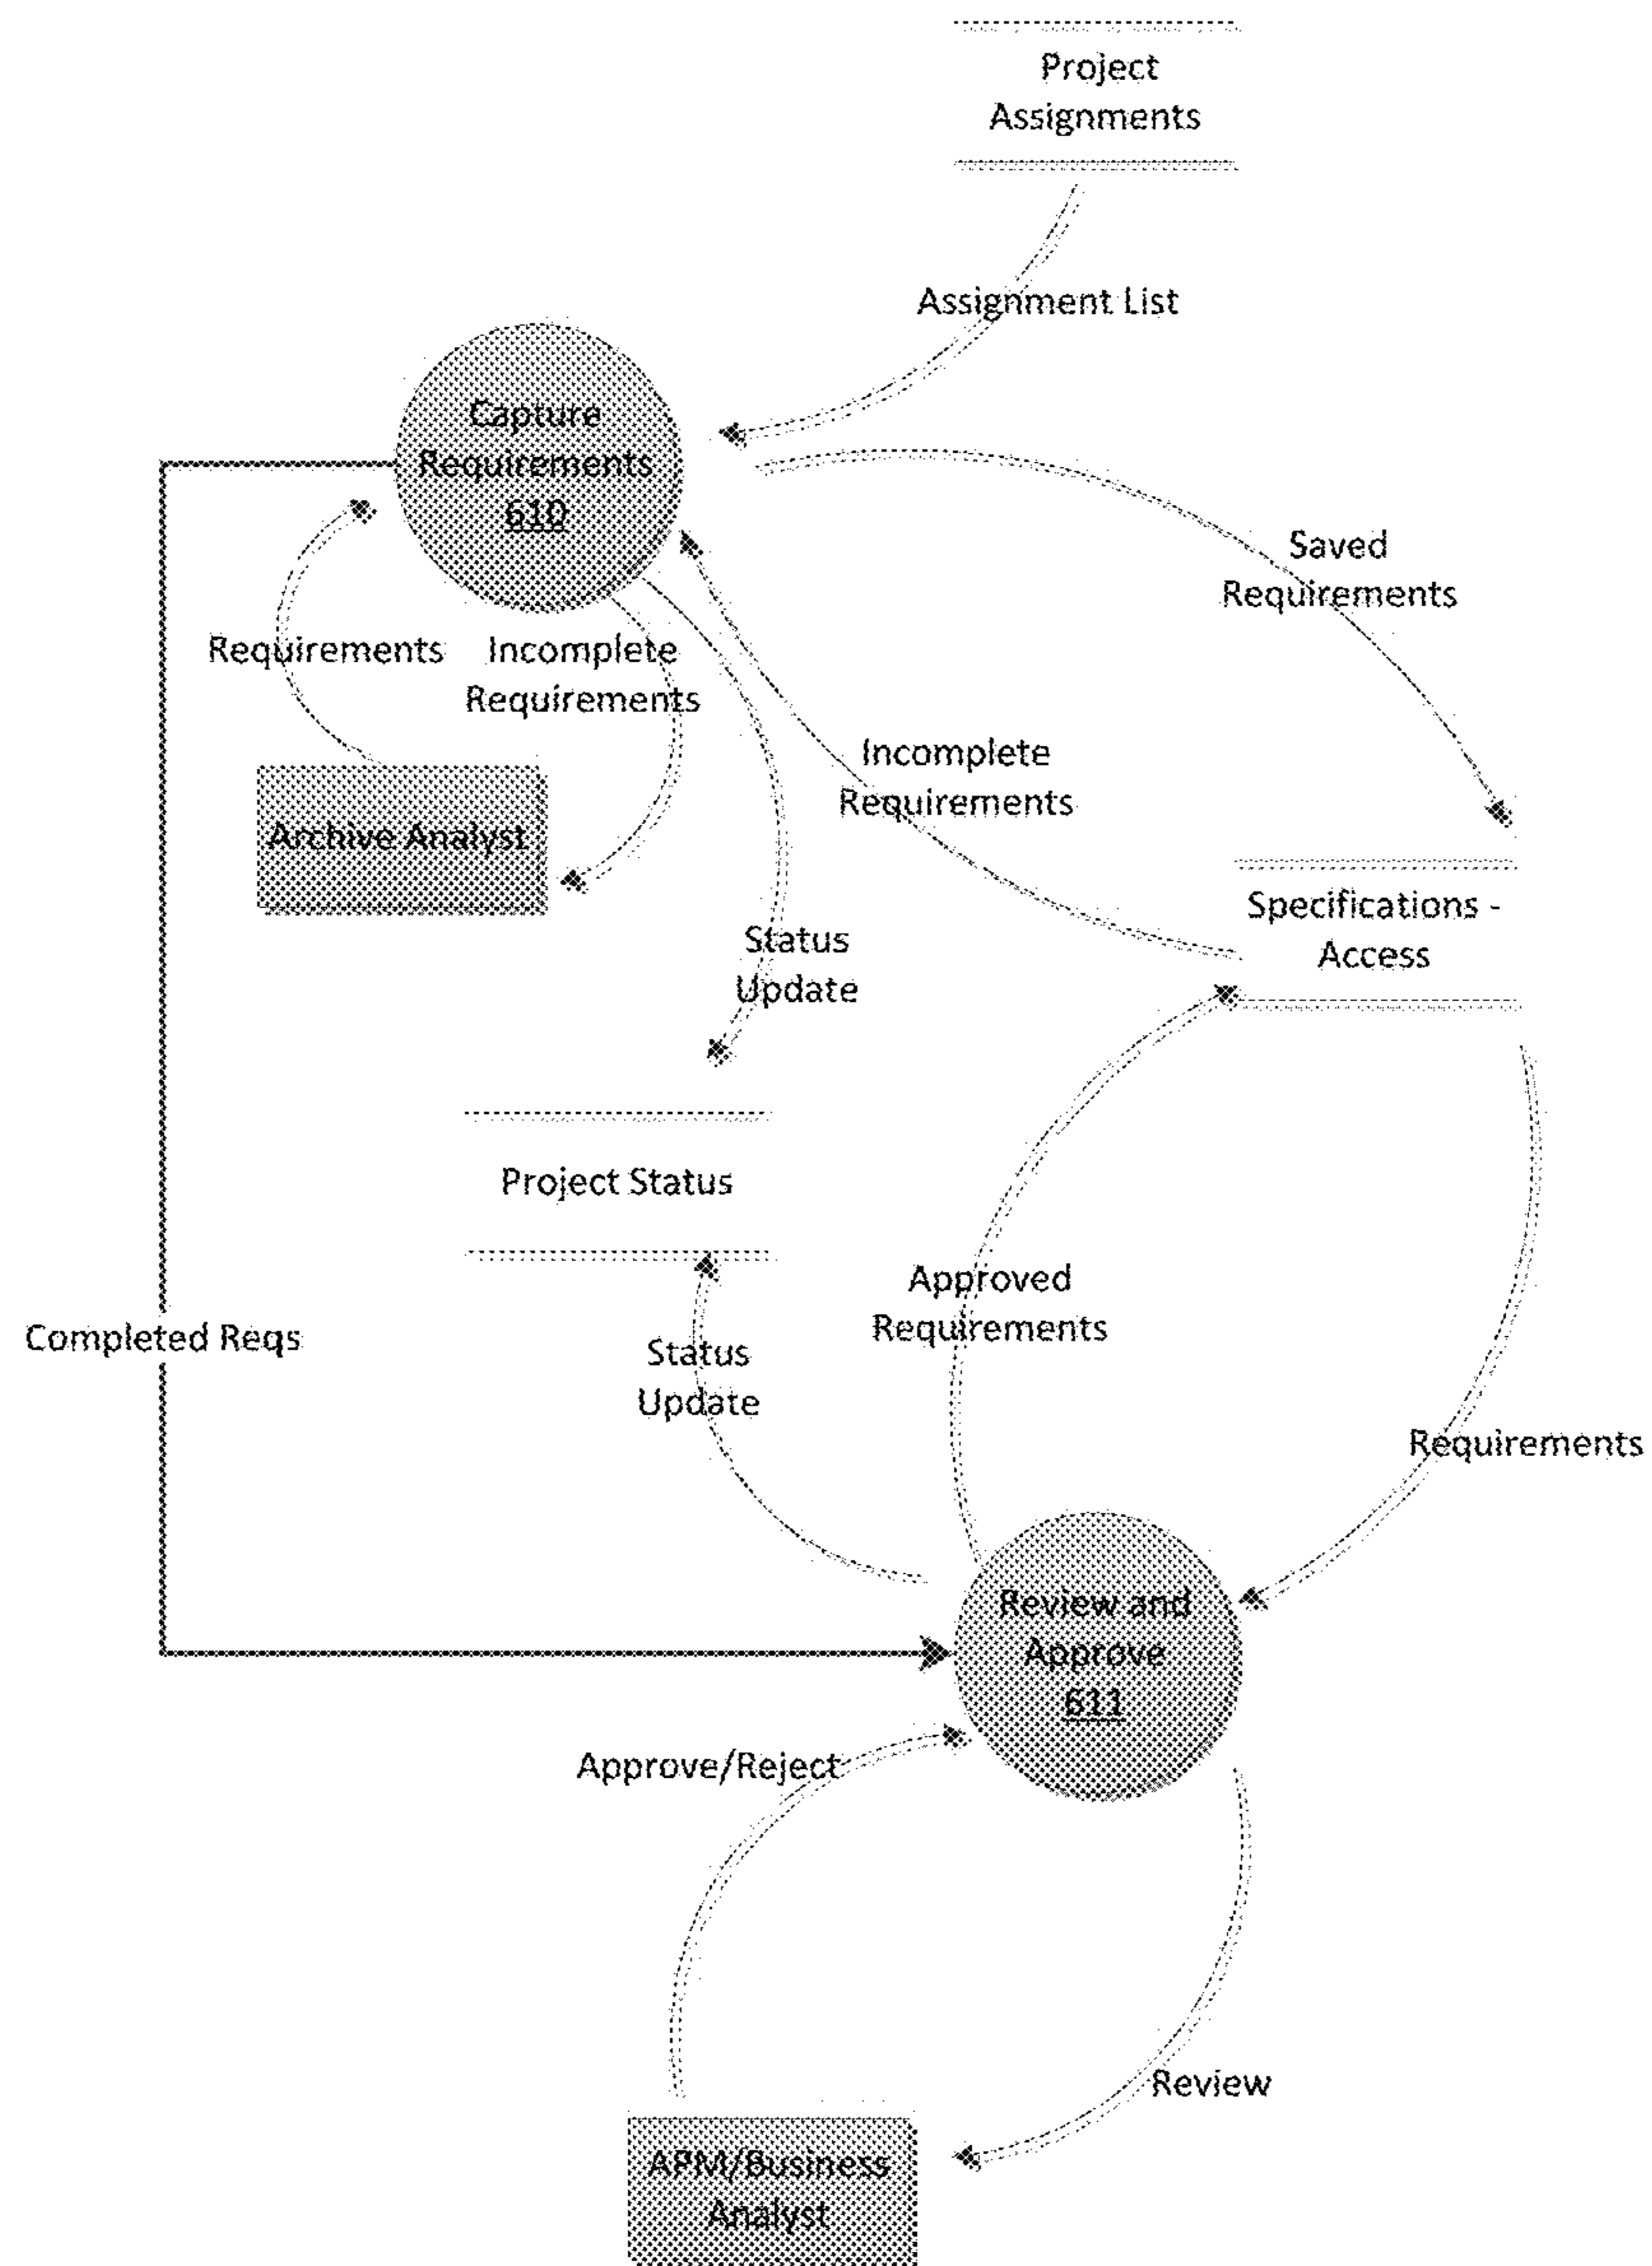 Project
Assignments
Assignment List
Capture
Requirements
610
Saved
Requirements
Requirements
Incomplete
Requirements
Incomplete
Requirements
Archive Analyst
Specifications -
Access
Status
Update
Project Status
Approved
Requirements
Completed Reqs
Status
Update
Requirements
Review and
Approve
611
Approve/Reject
Review
APM/Business
Analyst